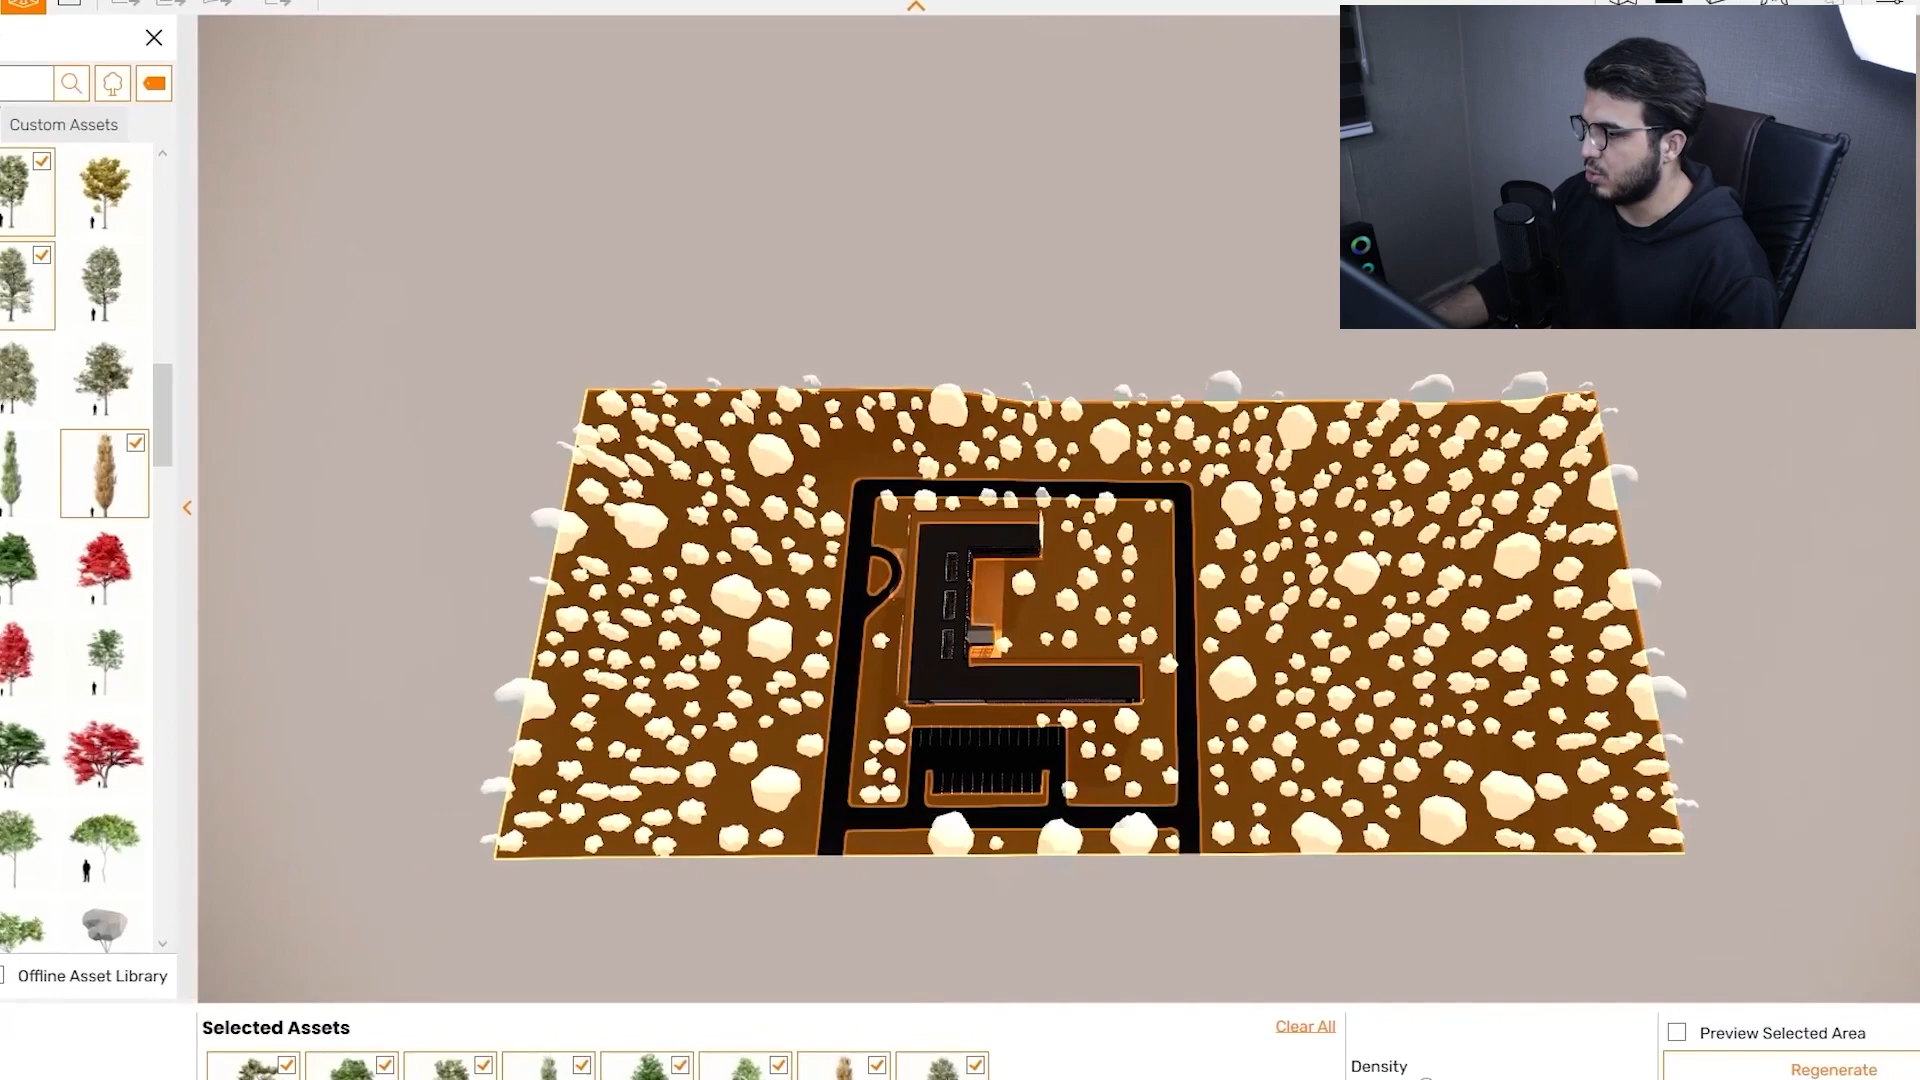 Custom Assets
Offline Asset Library
Selected Assets
Clear All
Density
Preview Selected Area
Regenerate